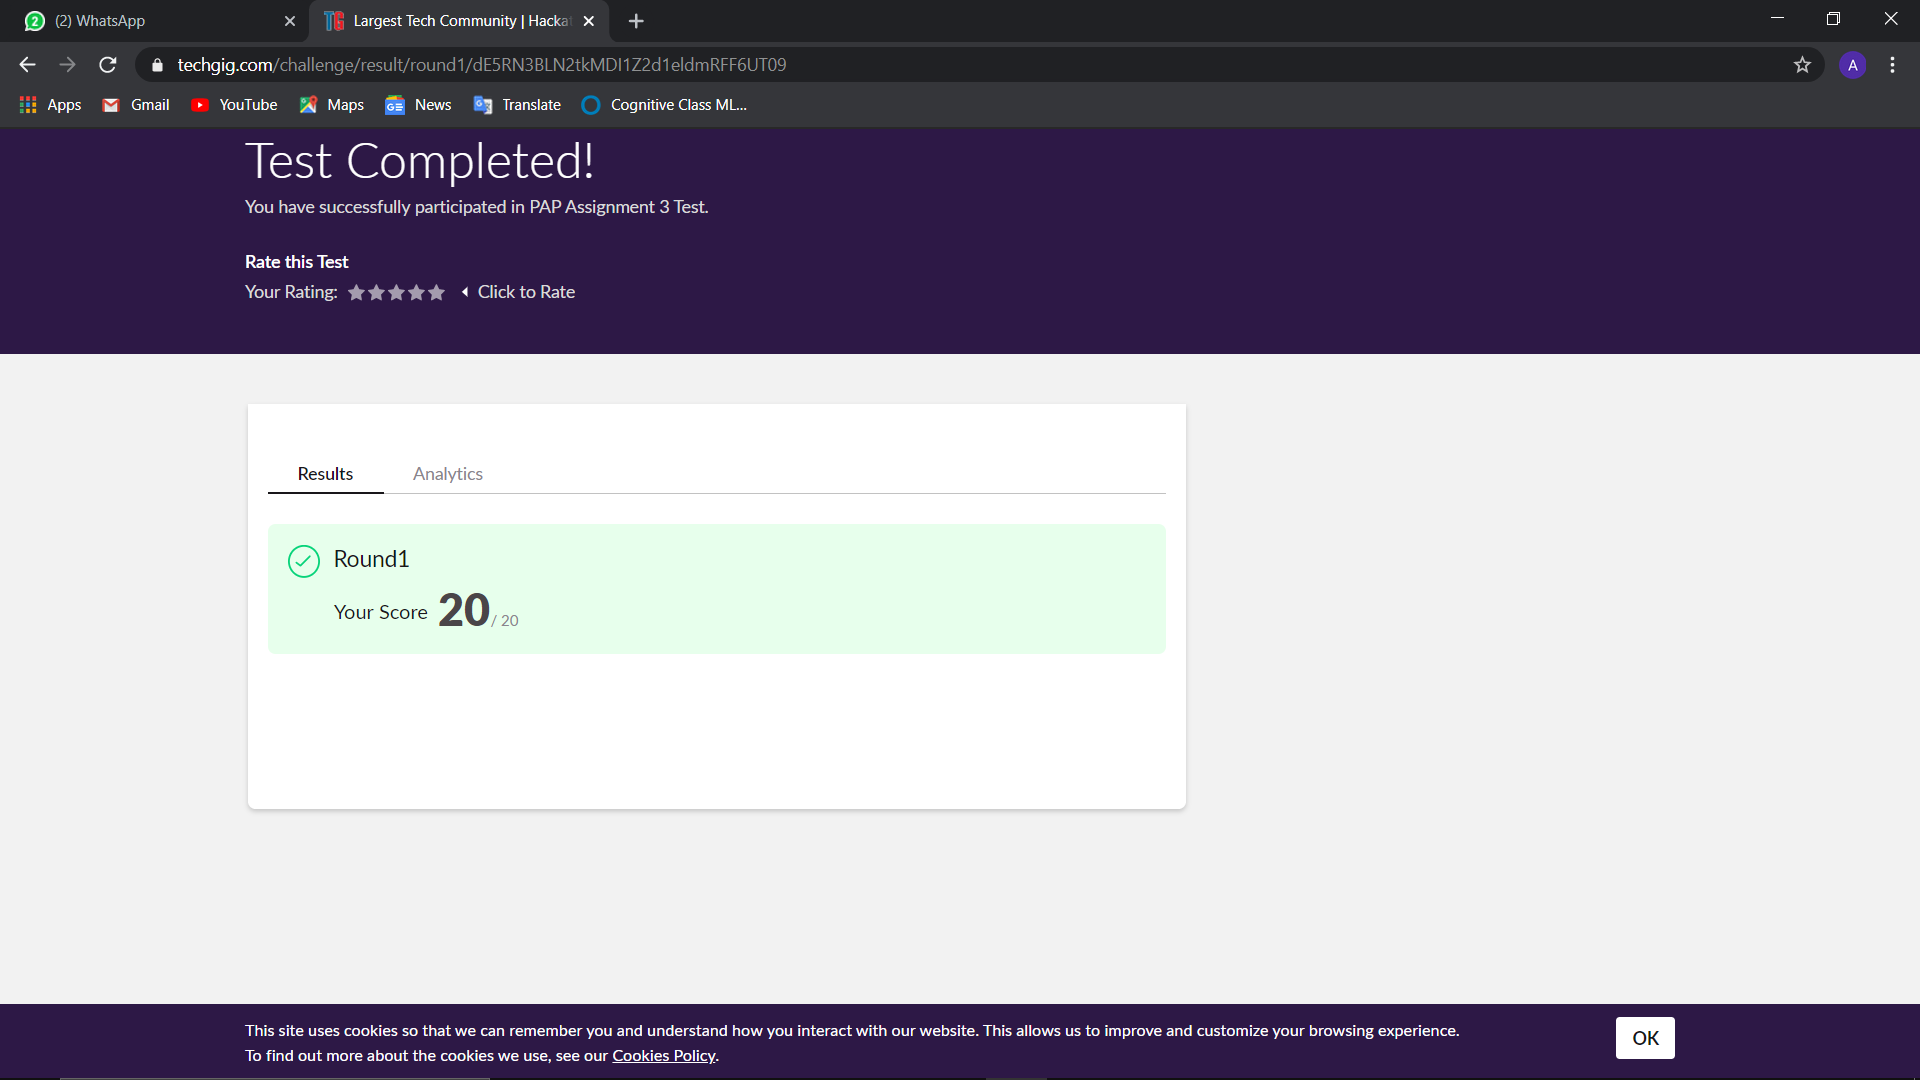 (2) WhatsApp
Largest Tech Community | Hacka
techgig.com/challenge/result/round1/dE5RN3BLN2tkMDI1Z2d1eldmRFF6UT09
A
Apps Gmail YouTube Maps News Translate Cognitive Class ML...
Test Completed!
You have successfully participated in PAP Assignment 3 Test.
Rate this Test
Your Rating: Click to Rate
Results Analytics
Round1
Your Score 20 / 20
This site uses cookies so that we can remember you and understand how you interact with our website. This allows us to improve and customize your browsing experience.
To find out more about the cookies we use, see our Cookies Policy.
OK